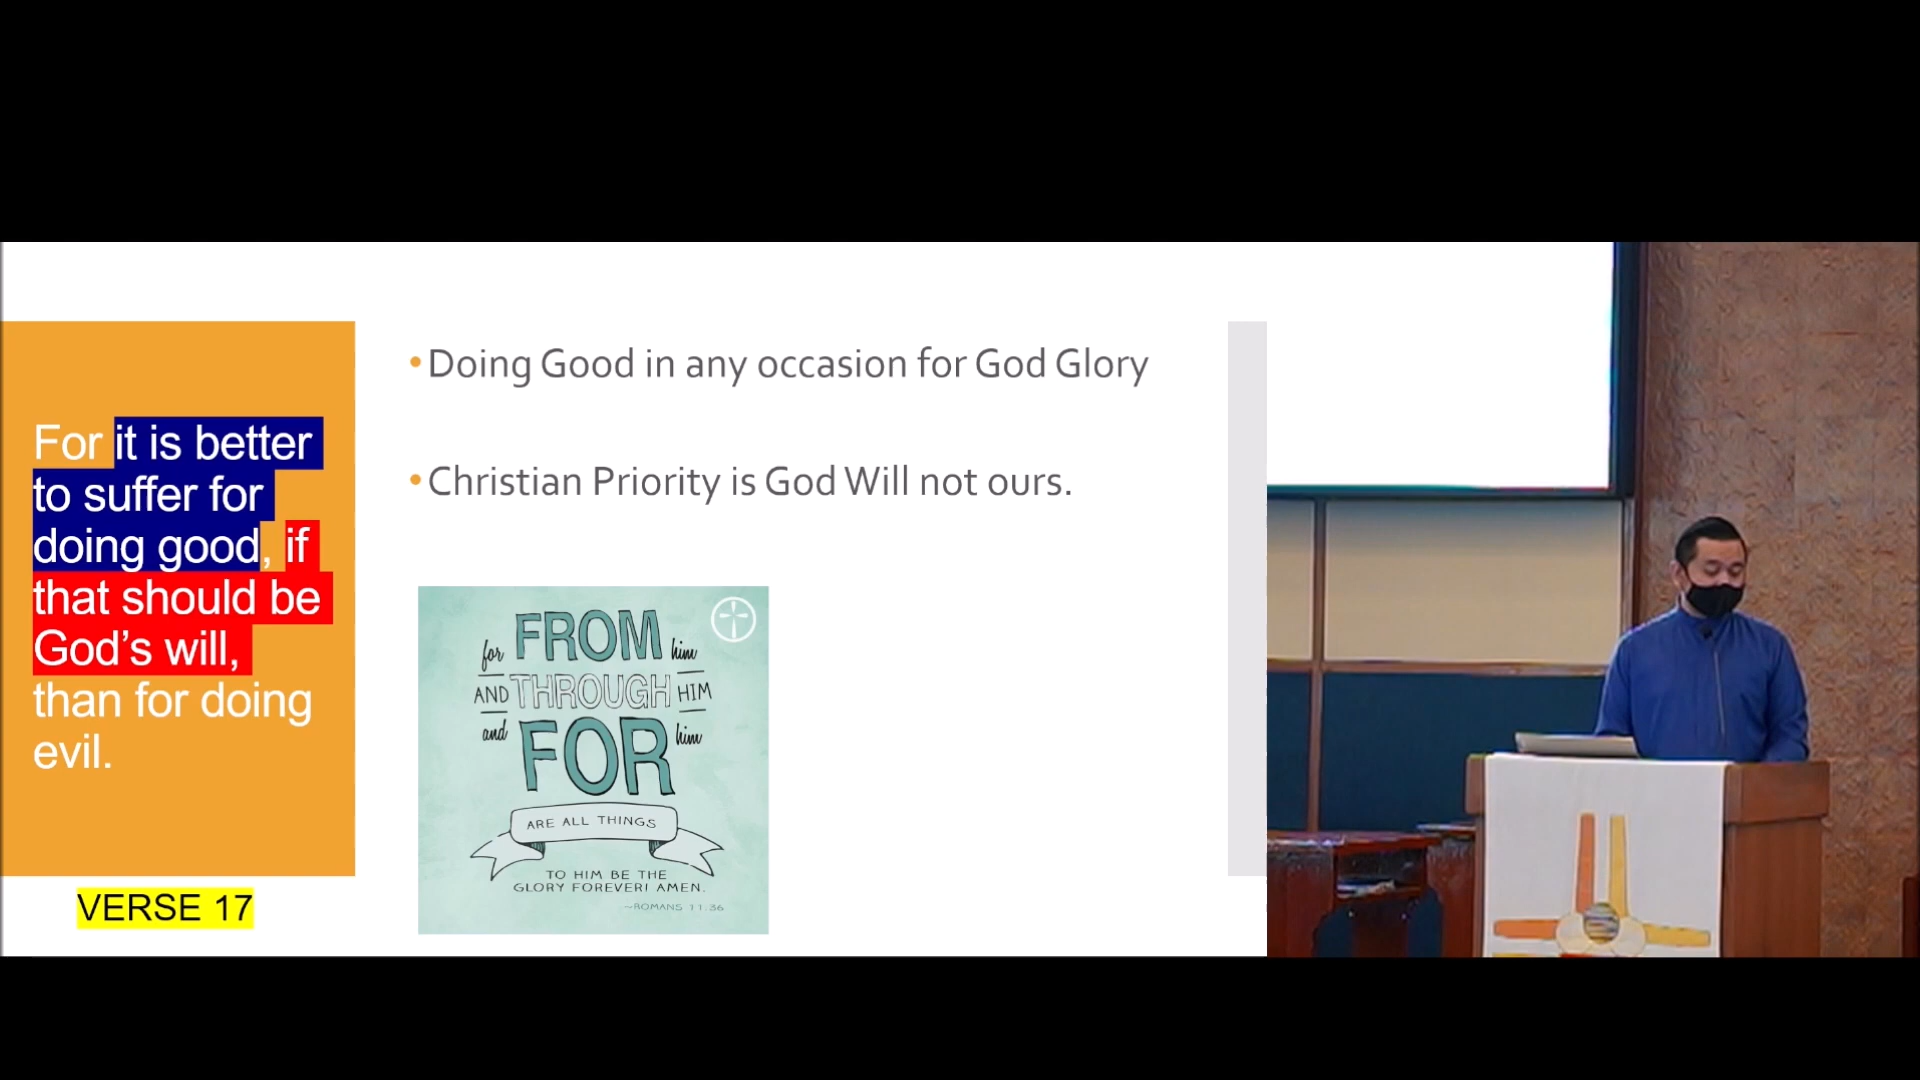 For it is better
to suffer for
doing good, if
that should be
God's will,
than for doing
evil.
VERSE 17
•Doing Good in any occasion for God Glory
•Christian Priority is God Will not ours.
for FROM him
AND THROUGH HIM
and FOR him
ARE ALL THINGS
TO HIM BE THE
GLORY FOREVER! AMEN.
~ROMANS 11:36